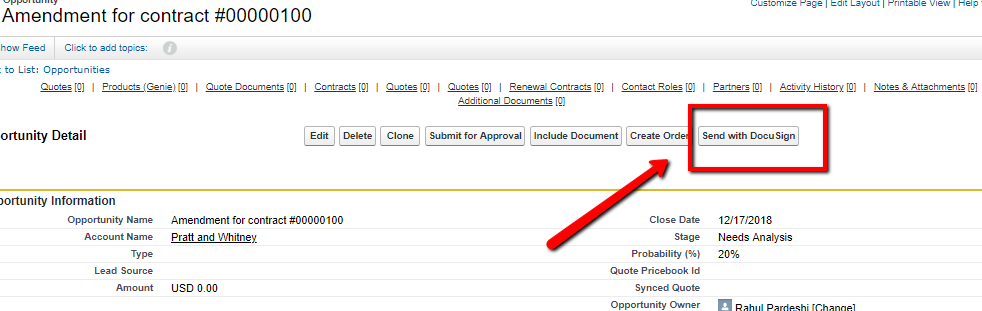 Opportunity
Customize Page | Edit Layout | Printable View | Help
Amendment for contract #00000100
how Feed Click to add topics: i
k to List: Opportunities
Quotes [0] | Products (Genie) [0] | Quote Documents [0] | Contracts [0] | Quotes [0] | Quotes [0] | Renewal Contracts [0] | Contact Roles [0] | Partners [0] | Activity History [0] | Notes & Attachments [0] |
Additional Documents [0]
portunity Detail Edit Delete Clone Submit for Approval Include Document Create Order Send with DocuSign
portunity Information
Opportunity Name Amendment for contract #00000100 Close Date 12/17/2018
Account Name Pratt and Whitney Stage Needs Analysis
Type Probability (%) 20%
Lead Source Quote Pricebook Id
Amount USD 0.00 Synced Quote
Opportunity Owner Rahul Pardeshi [Change]